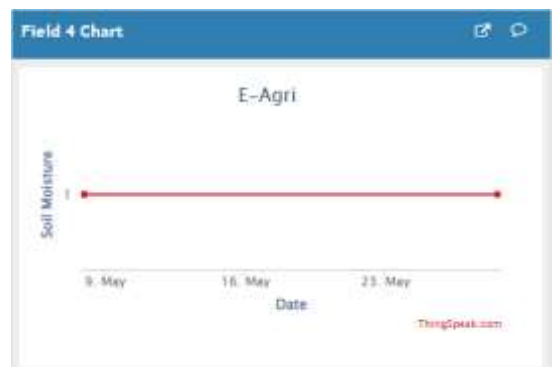 Field 4 Chart
E-Agri
Soil Moisture
1
9. May 16. May 23. May
Date
ThingSpeak.com